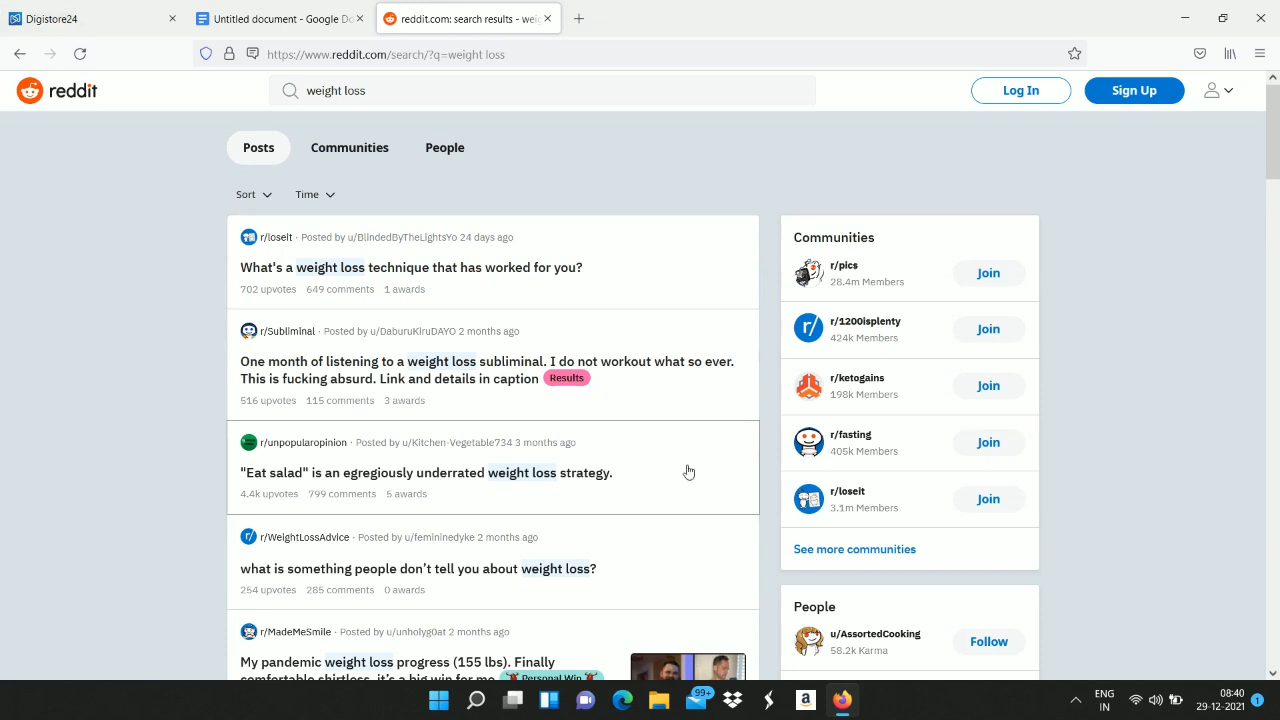 Digistore24
Untitled document - Google Do
reddit.com: search results - wei
https://www.reddit.com/search/?q=weight loss
reddit
weight loss
Log In
Sign Up
Posts
Communities
People
Sort
Time
r/loseit · Posted by u/BlindedByTheLightsYo 24 days ago
What's a weight loss technique that has worked for you?
702 upvotes 649 comments 1 awards
r/Subliminal · Posted by u/DaburuKiruDAYO 2 months ago
One month of listening to a weight loss subliminal. I do not workout what so ever.
This is fucking absurd. Link and details in caption Results
516 upvotes 115 comments 3 awards
r/unpopularopinion · Posted by u/Kitchen-Vegetable734 3 months ago
"Eat salad" is an egregiously underrated weight loss strategy.
4.4k upvotes 799 comments 5 awards
r/WeightLossAdvice · Posted by u/femininedyke 2 months ago
what is something people don't tell you about weight loss?
254 upvotes 285 comments 0 awards
r/MadeMeSmile · Posted by u/unholyg0at 2 months ago
My pandemic weight loss progress (155 lbs). Finally
comfortable shirtless, it's a big win for me Personal Win
Communities
r/pics
28.4m Members
Join
r/1200isplenty
424k Members
Join
r/ketogains
198k Members
Join
r/fasting
405k Members
Join
r/loseit
3.1m Members
Join
See more communities
People
u/AssortedCooking
58.2k Karma
Follow
99+
ENG
IN
08:40
29-12-2021
1